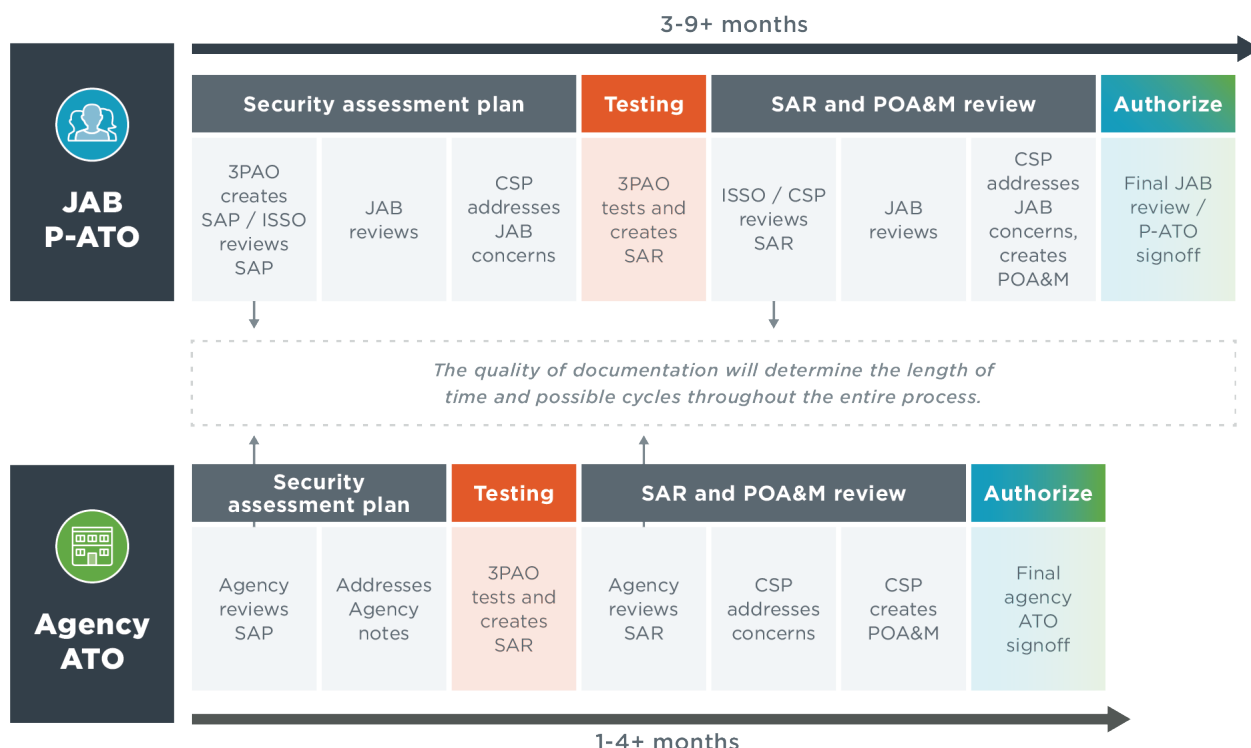 3-9+ months
JAB
P-ATO
Security assessment plan
Testing
SAR and POA&M review
Authorize
3PAO
creates
SAP / ISSO
reviews
SAP
JAB
reviews
CSP
addresses
JAB
concerns
3PAO
tests and
creates
SAR
ISSO / CSP
reviews
SAR
JAB
reviews
CSP
addresses
JAB
concerns,
creates
POA&M
Final JAB
review /
P-ATO
signoff
The quality of documentation will determine the length of
time and possible cycles throughout the entire process.
Agency
ATO
Security
assessment plan
Testing
SAR and POA&M review
Authorize
Agency
reviews
SAP
Addresses
Agency
notes
3PAO
tests and
creates
SAR
Agency
reviews
SAR
CSP
addresses
concerns
CSP
creates
POA&M
Final
agency
ATO
signoff
1-4+ months